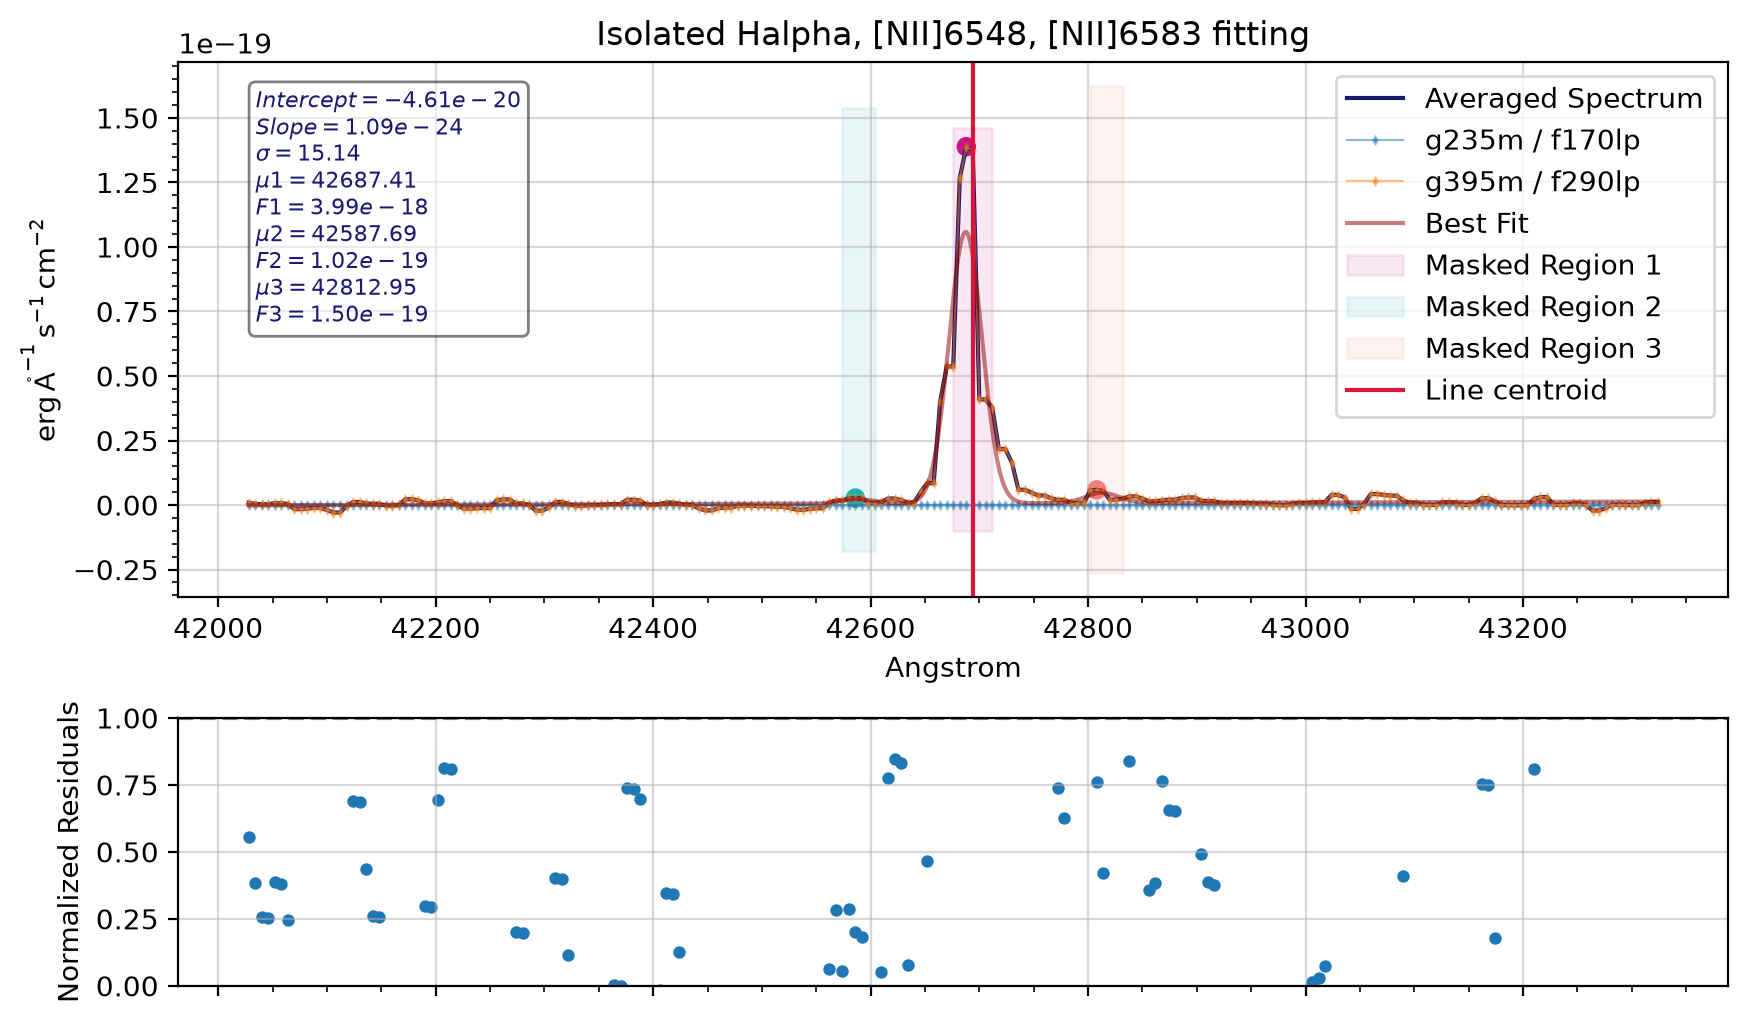 Isolated Halpha, [NII]6548, [NII]6583 fitting
1e−19
1.50
1.25
1.00
0.75
0.50
0.25
0.00
−0.25
erg Å⁻¹ s⁻¹ cm⁻²
Intercept = −4.61e − 20
Slope = 1.09e − 24
σ = 15.14
μ1 = 42687.41
F1 = 3.99e − 18
μ2 = 42587.69
F2 = 1.02e − 19
μ3 = 42812.95
F3 = 1.50e − 19
Averaged Spectrum
g235m / f170lp
g395m / f290lp
Best Fit
Masked Region 1
Masked Region 2
Masked Region 3
Line centroid
42000 42200 42400 42600 42800 43000 43200
Angstrom
1.00
0.75
0.50
0.25
0.00
Normalized Residuals